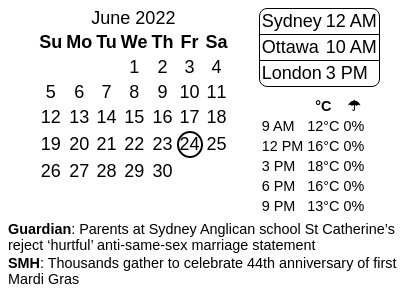 June 2022
Su Mo Tu We Th Fr Sa
1 2 3 4
5 6 7 8 9 10 11
12 13 14 15 16 17 18
19 20 21 22 23 24 25
26 27 28 29 30
Sydney 12 AM
Ottawa 10 AM
London 3 PM
°C ☂
9 AM 12°C 0%
12 PM 16°C 0%
3 PM 18°C 0%
6 PM 16°C 0%
9 PM 13°C 0%
Guardian: Parents at Sydney Anglican school St Catherine’s
reject ‘hurtful’ anti-same-sex marriage statement
SMH: Thousands gather to celebrate 44th anniversary of first
Mardi Gras